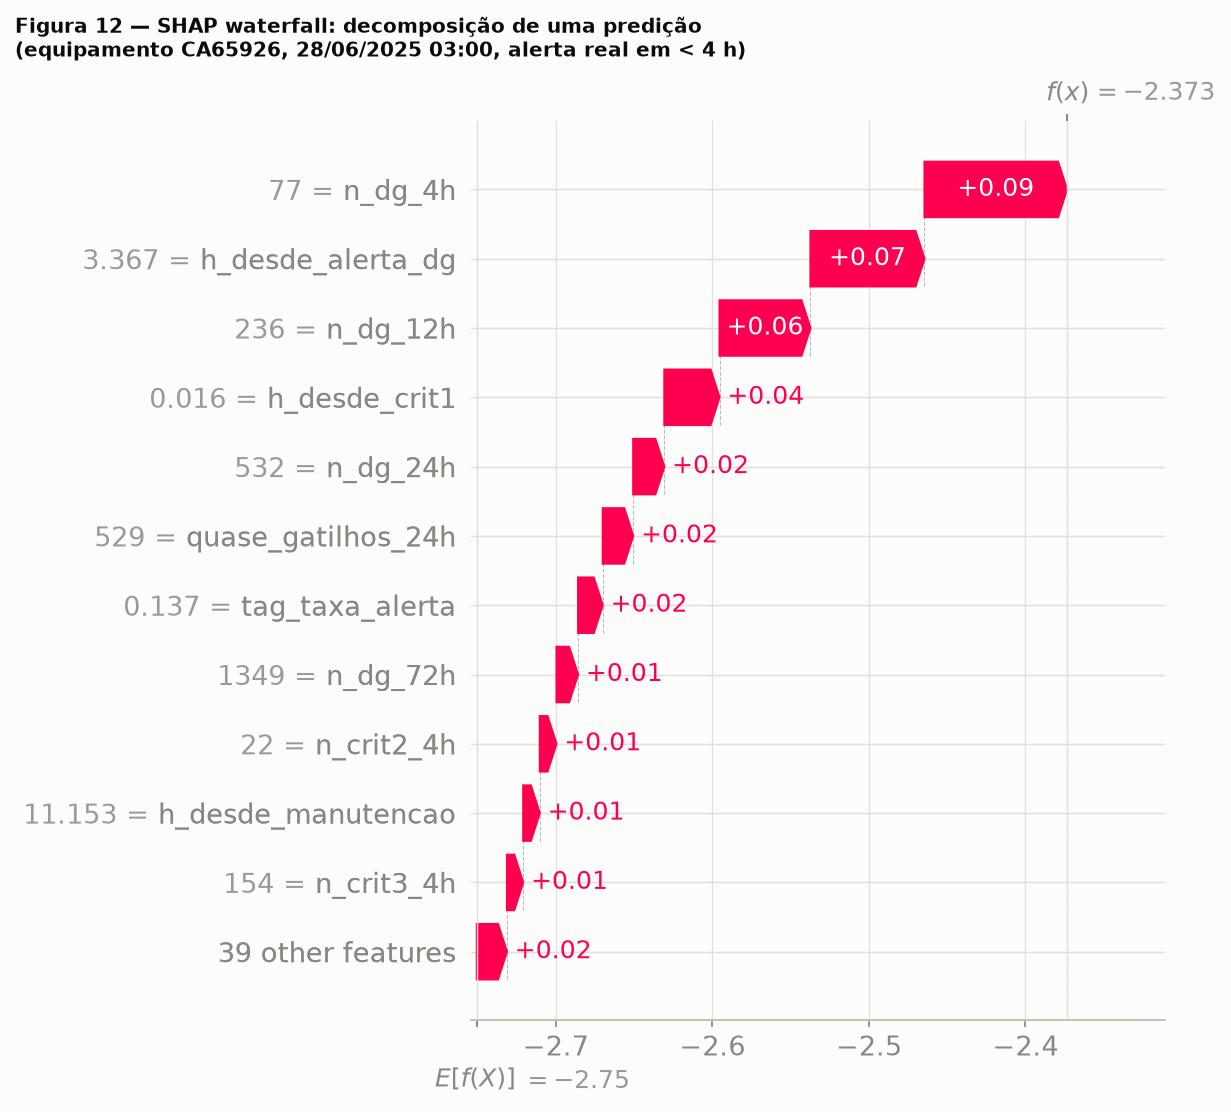 Figura 12 — SHAP waterfall: decomposição de uma predição
(equipamento CA65926, 28/06/2025 03:00, alerta real em < 4 h)
f(x) = −2.373
77 = n_dg_4h
+0.09
3.367 = h_desde_alerta_dg
+0.07
236 = n_dg_12h
+0.06
0.016 = h_desde_crit1
+0.04
532 = n_dg_24h
+0.02
529 = quase_gatilhos_24h
+0.02
0.137 = tag_taxa_alerta
+0.02
1349 = n_dg_72h
+0.01
22 = n_crit2_4h
+0.01
11.153 = h_desde_manutencao
+0.01
154 = n_crit3_4h
+0.01
39 other features
+0.02
−2.7 −2.6 −2.5 −2.4
E[f(X)] = −2.75